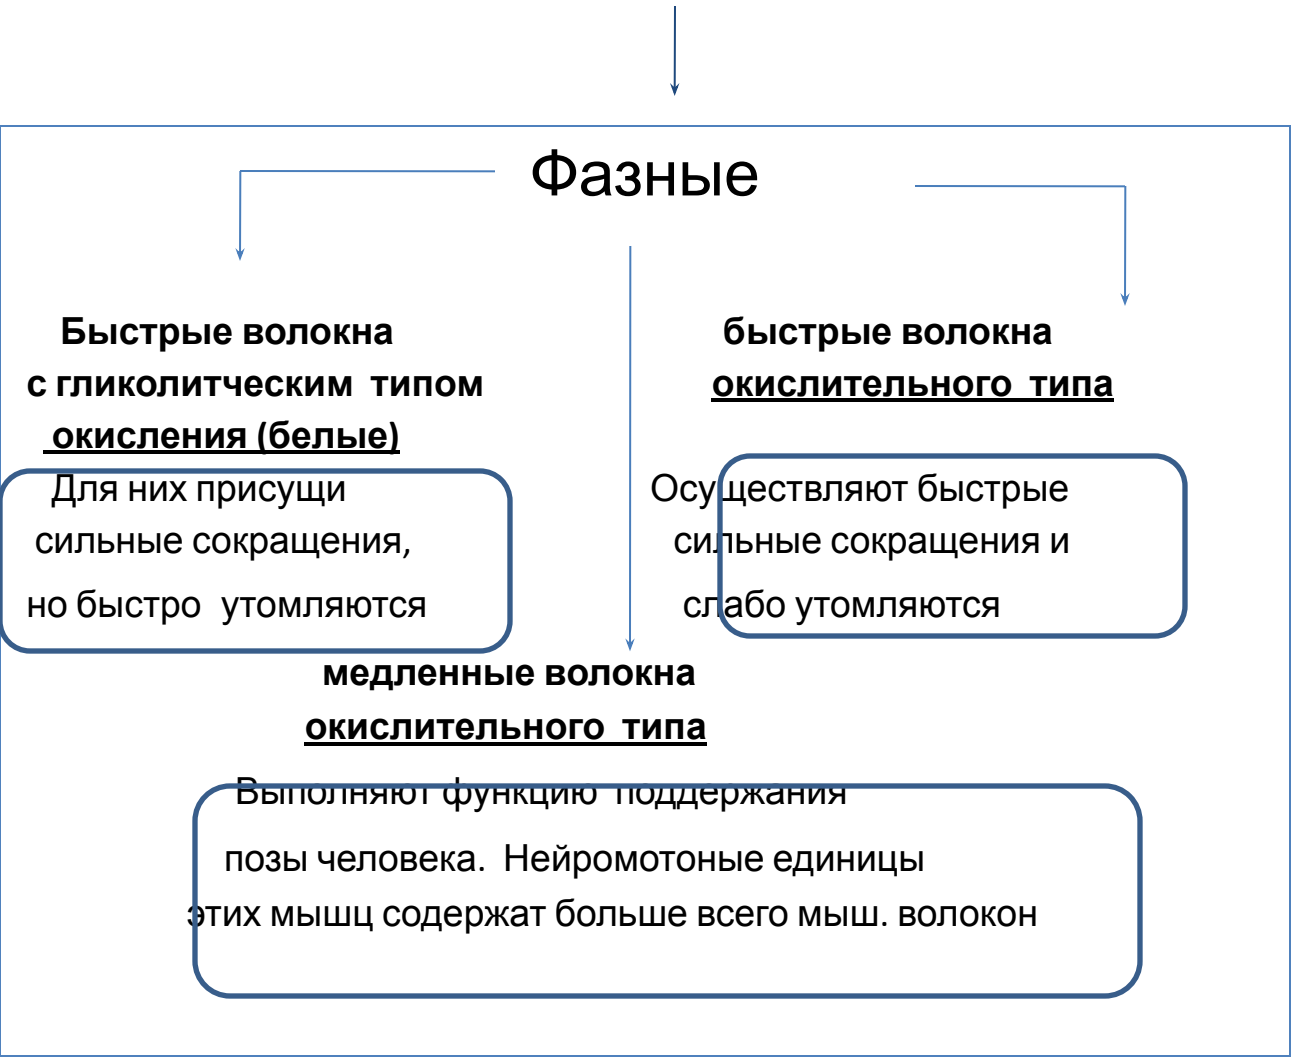 Фазные
Быстрые волокна
с гликолитческим типом
окисления (белые)
Для них присущи
сильные сокращения,
но быстро утомляются
быстрые волокна
окислительного типа
Осуществляют быстрые
сильные сокращения и
слабо утомляются
медленные волокна
окислительного типа
Выполняют функцию поддержания
позы человека. Нейромотоные единицы
этих мышц содержат больше всего мыш. волокон